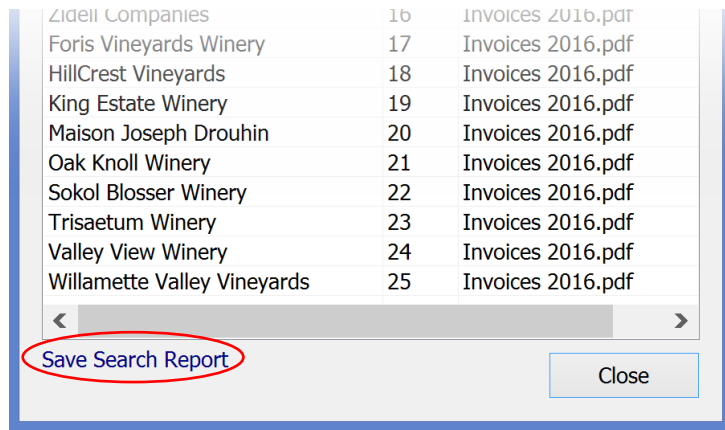 Zidell Companies 16 Invoices 2016.pdf
Foris Vineyards Winery 17 Invoices 2016.pdf
HillCrest Vineyards 18 Invoices 2016.pdf
King Estate Winery 19 Invoices 2016.pdf
Maison Joseph Drouhin 20 Invoices 2016.pdf
Oak Knoll Winery 21 Invoices 2016.pdf
Sokol Blosser Winery 22 Invoices 2016.pdf
Trisaetum Winery 23 Invoices 2016.pdf
Valley View Winery 24 Invoices 2016.pdf
Willamette Valley Vineyards 25 Invoices 2016.pdf
Save Search Report
Close